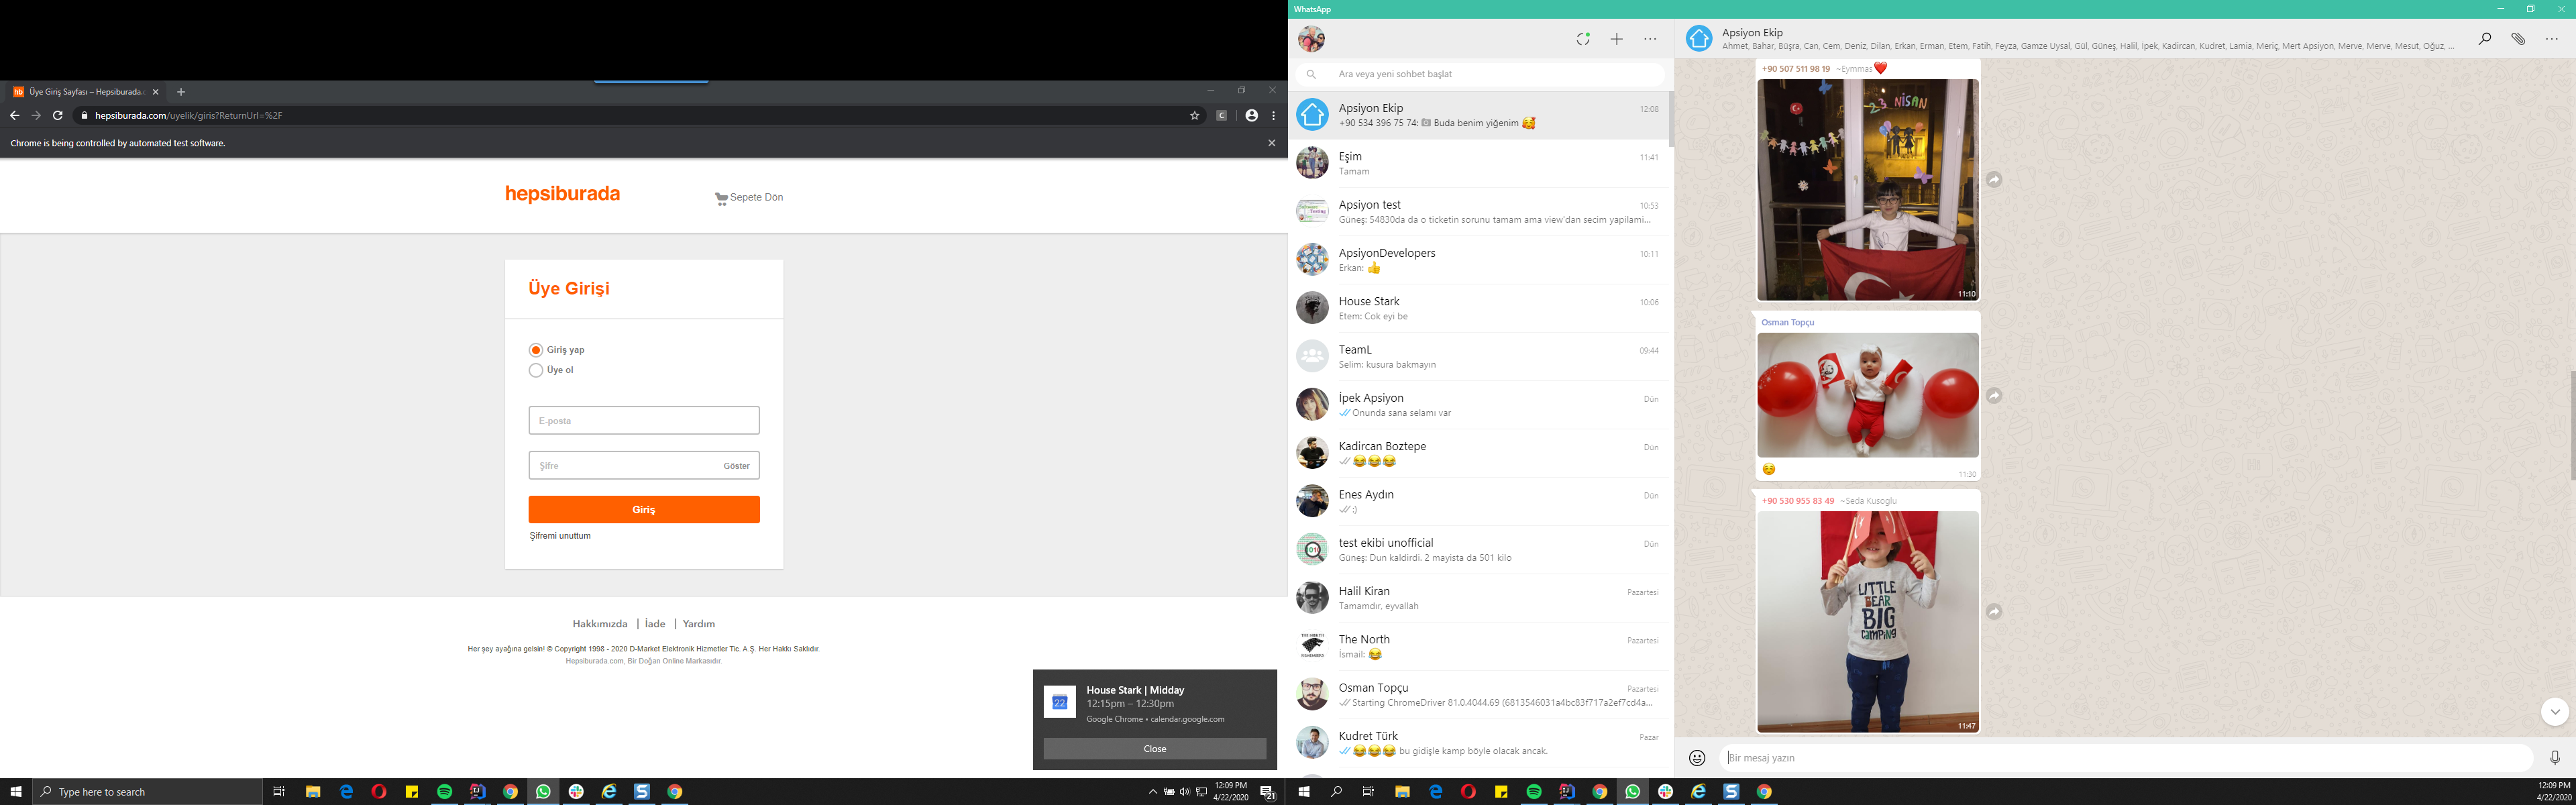 Üye Giriş Sayfası – Hepsiburada.c
hepsiburada.com/uyelik/giris?ReturnUrl=%2F
Chrome is being controlled by automated test software.
hepsiburada
Sepete Dön
Üye Girişi
Giriş yap
Üye ol
E-posta
Şifre
Göster
Giriş
Şifremi unuttum
Hakkımızda | İade | Yardım
Her şey ayağına gelsin! © Copyright 1998 - 2020 D-Market Elektronik Hizmetler Tic. A.Ş. Her Hakkı Saklıdır.
Hepsiburada.com, Bir Doğan Online Markasıdır.
House Stark | Midday
12:15pm – 12:30pm
Google Chrome • calendar.google.com
Close
Type here to search
12:09 PM
4/22/2020
21
WhatsApp
Ara veya yeni sohbet başlat
Apsiyon Ekip
12:08
+90 534 396 75 74: Buda benim yiğenim 🥰
Eşim
11:41
Tamam
Apsiyon test
10:53
Güneş: 54830da da o ticketin sorunu tamam ama view'dan secim yapilami...
ApsiyonDevelopers
10:11
Erkan: 👍
House Stark
10:06
Etem: Cok eyi be
TeamL
09:44
Selim: kusura bakmayın
İpek Apsiyon
Dün
Onunda sana selamı var
Kadircan Boztepe
Dün
😂😂😂
Enes Aydın
Dün
:)
test ekibi unofficial
Dün
Güneş: Dun kaldirdi. 2 mayista da 501 kilo
Halil Kiran
Pazartesi
Tamamdır, eyvallah
The North
Pazartesi
İsmail: 😂
Osman Topçu
Pazartesi
Starting ChromeDriver 81.0.4044.69 (6813546031a4bc83f717a2ef7cd4a...
Kudret Türk
Pazar
😂😂😂 bu gidişle kamp böyle olacak ancak.
Apsiyon Ekip
Ahmet, Bahar, Büşra, Can, Cem, Deniz, Dilan, Erkan, Erman, Etem, Fatih, Feyza, Gamze Uysal, Gül, Güneş, Halil, İpek, Kadircan, Kudret, Lamia, Meriç, Mert Apsiyon, Merve, Merve, Mesut, Oğuz, ...
+90 507 511 98 19 ~Eymmas❤️
23 NİSAN
11:10
Osman Topçu
☺️
11:30
+90 530 955 83 49 ~Seda Kusoglu
LITTLE
BEAR
BIG
CAMPING
11:47
Bir mesaj yazın
12:09 PM
4/22/2020